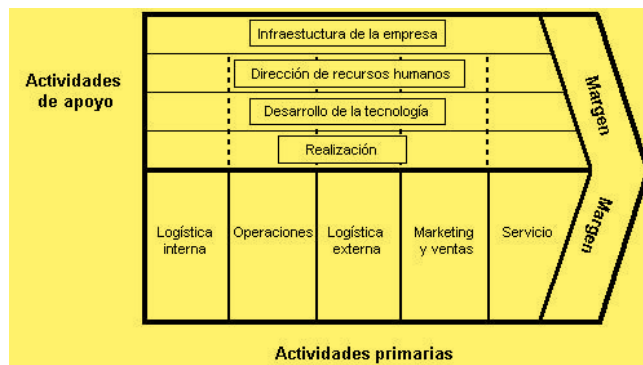 Infraestuctura de la empresa
Dirección de recursos humanos
Actividades
de apoyo
Desarrollo de la tecnología
Realización
Margen
Margen
Logística
interna
Operaciones
Logística
externa
Marketing
y ventas
Servicio
Actividades primarias